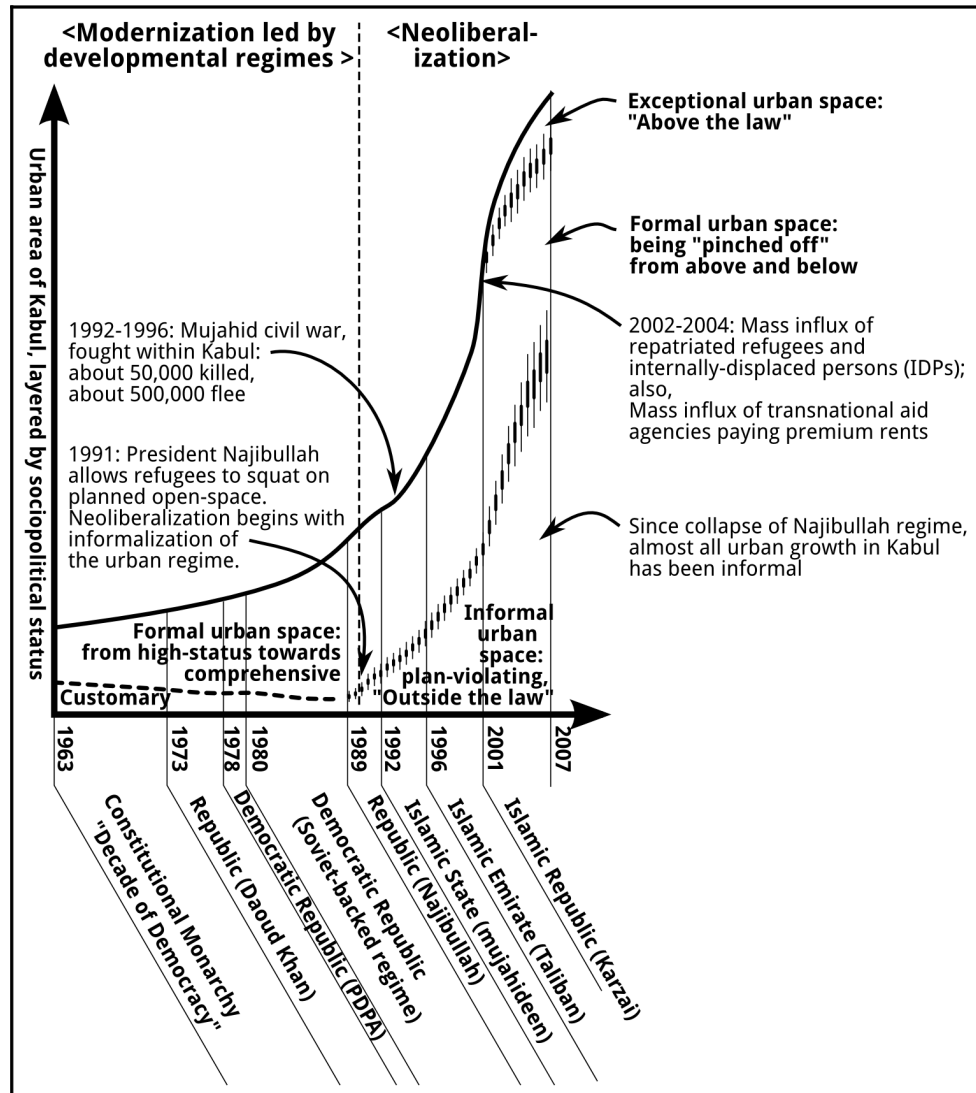 <Modernization led by
developmental regimes >
<Neoliberal-
ization>
Urban area of Kabul, layered by sociopolitical status
Exceptional urban space:
"Above the law"
Formal urban space:
being "pinched off"
from above and below
1992-1996: Mujahid civil war,
fought within Kabul:
about 50,000 killed,
about 500,000 flee
2002-2004: Mass influx of
repatriated refugees and
internally-displaced persons (IDPs);
also,
Mass influx of transnational aid
agencies paying premium rents
1991: President Najibullah
allows refugees to squat on
planned open-space.
Neoliberalization begins with
informalization of
the urban regime.
Since collapse of Najibullah regime,
almost all urban growth in Kabul
has been informal
Formal urban space:
from high-status towards
comprehensive
Informal
urban
space:
plan-violating,
"Outside the law"
Customary
1963
1973
1978
1980
1989
1992
1996
2001
2007
Constitutional Monarchy
"Decade of Democracy"
Republic (Daoud Khan)
Democratic Republic (PDPA)
Democratic Republic
(Soviet-backed regime)
Republic (Najibullah)
Islamic State (mujahideen)
Islamic Emirate (Taliban)
Islamic Republic (Karzai)